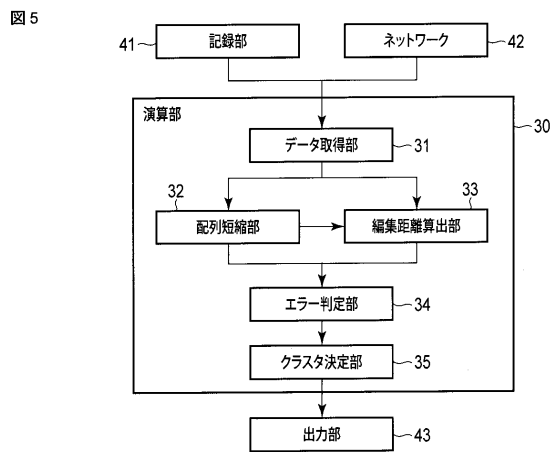 図5
記録部
41
ネットワーク
42
演算部
30
データ取得部
31
32
配列短縮部
33
編集距離算出部
エラー判定部
34
クラスタ決定部
35
出力部
43